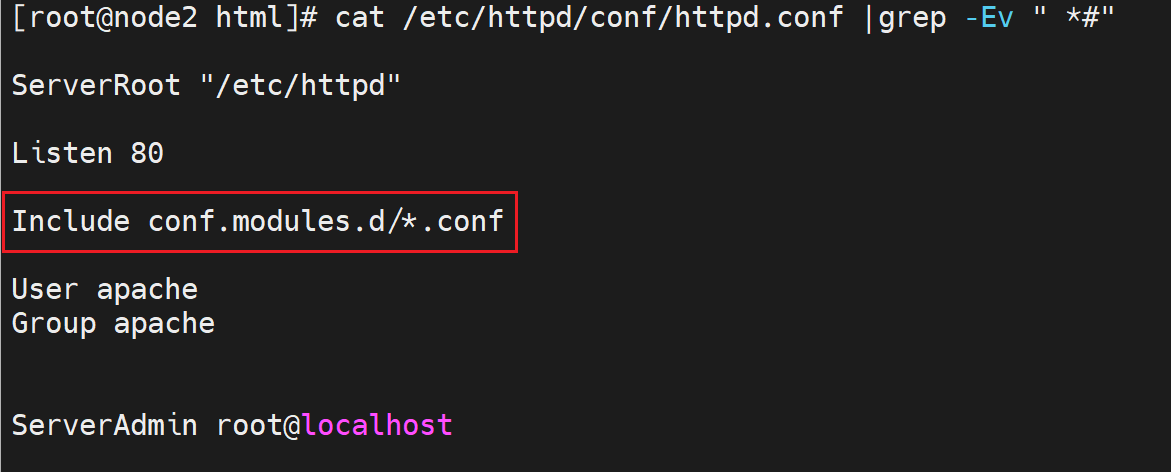 [root@node2 html]# cat /etc/httpd/conf/httpd.conf |grep -Ev " *#"
ServerRoot "/etc/httpd"
Listen 80
Include conf.modules.d/*.conf
User apache
Group apache
ServerAdmin root@localhost